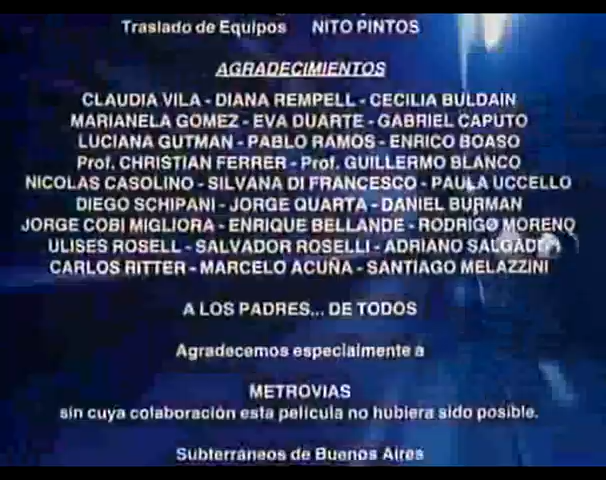 Traslado de Equipos NITO PINTOS
AGRADECIMIENTOS
CLAUDIA VILA - DIANA REMPELL - CECILIA BULDAIN
MARIANELA GOMEZ - EVA DUARTE - GABRIEL CAPUTO
LUCIANA GUTMAN - PABLO RAMOS - ENRICO BOASO
Prof. CHRISTIAN FERRER - Prof. GUILLERMO BLANCO
NICOLAS CASOLINO - SILVANA DI FRANCESCO - PAULA UCCELLO
DIEGO SCHIPANI - JORGE QUARTA - DANIEL BURMAN
JORGE COBI MIGLIORA - ENRIQUE BELLANDE - RODRIGO MORENO
ULISES ROSELL - SALVADOR ROSELLI - ADRIANO SALGADO
CARLOS RITTER - MARCELO ACUÑA - SANTIAGO MELAZZINI
A LOS PADRES... DE TODOS
Agradecemos especialmente a
METROVIAS
sin cuya colaboración esta película no hubiera sido posible.
Subterráneos de Buenos Aires